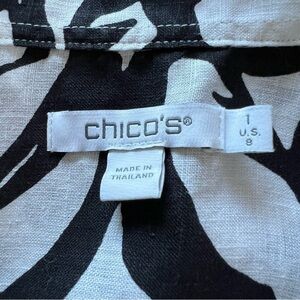 chico's®
1
U.S.
8
MADE IN
THAILAND